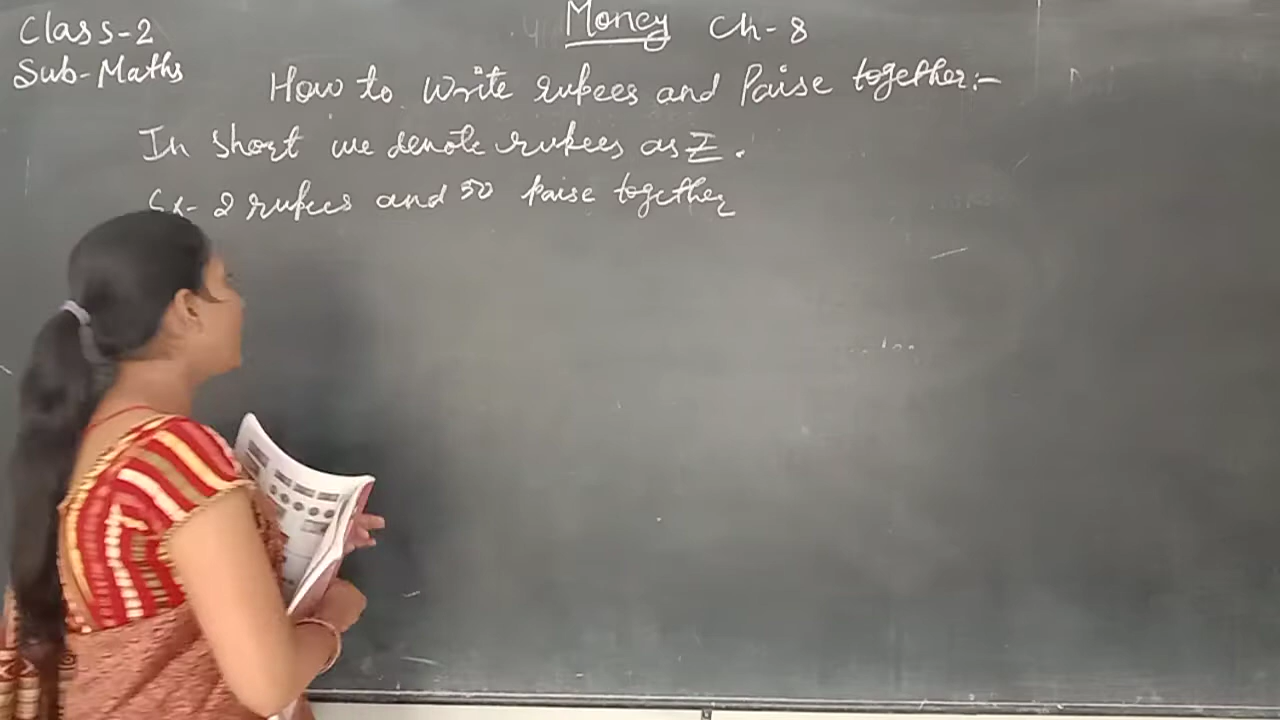 Class-2
Sub-Maths
Money Ch-8
How to write rupees and Paise together:-
In short we denote rupees as ₹.
Ex- 2 rupees and 50 Paise together